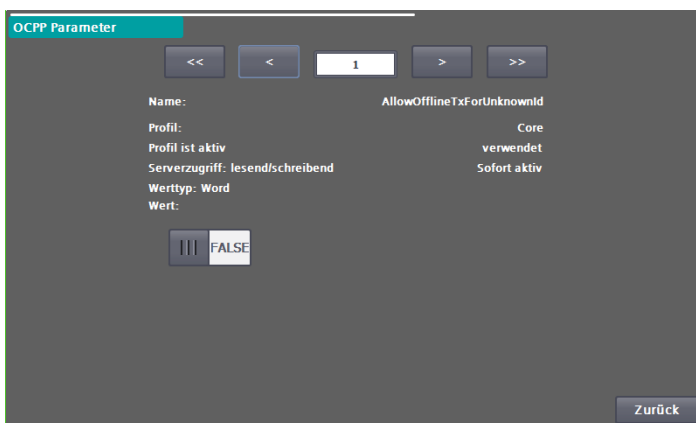 OCPP Parameter
<< < 1 > >>
Name: AllowOfflineTxForUnknownId
Profil: Core
Profil ist aktiv verwendet
Serverzugriff: lesend/schreibend Sofort aktiv
Werttyp: Word
Wert:
FALSE
Zurück